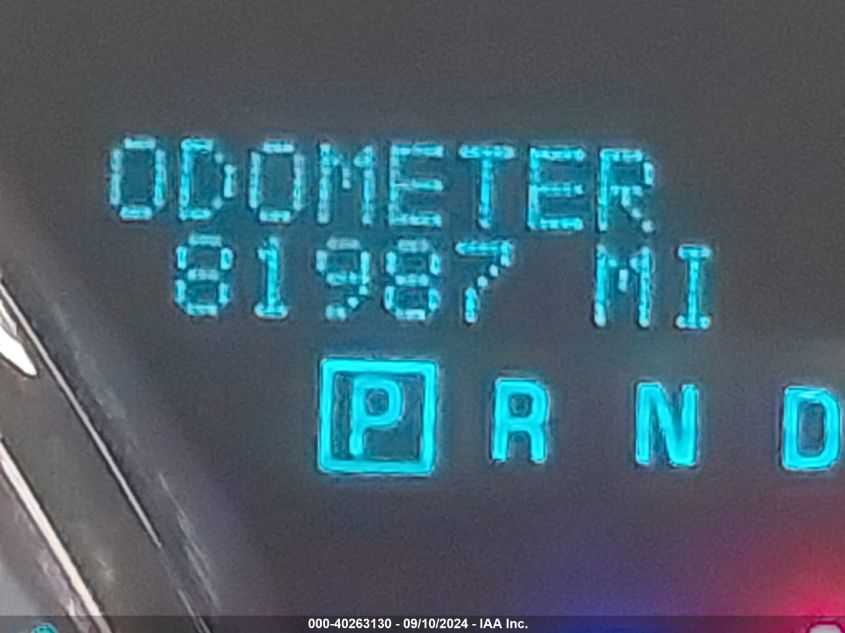 ODOMETER
81987 MI
P R N D
000-40263130 - 09/10/2024 - IAA Inc.